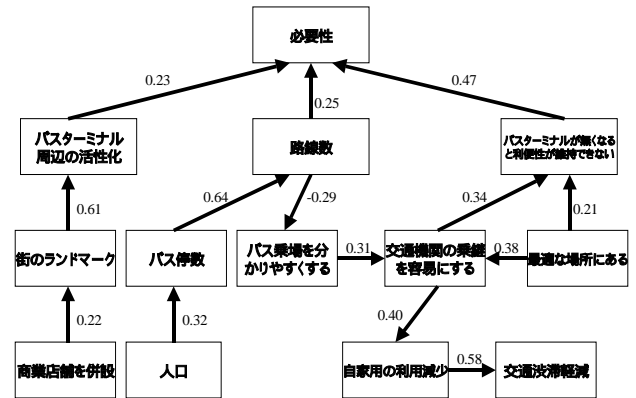 必要性
0.23
0.25
0.47
バスターミナル
周辺の活性化
路線数
バスターミナルが無くなる
と利便性が維持できない
0.61
0.64
-0.29
0.34
0.21
街のランドマーク
バス停数
バス乗場を分
かりやすくする
0.31
交通機関の乗継
を容易にする
0.38
最適な場所にある
0.22
0.32
0.40
商業店舗を併設
人口
自家用の利用減少
0.58
交通渋滞軽減